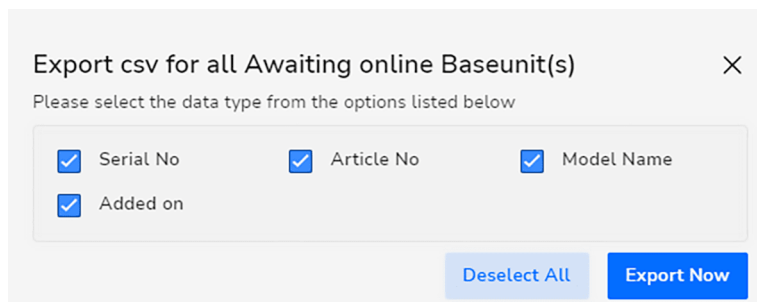 Export csv for all Awaiting online Baseunit(s)
Please select the data type from the options listed below
Serial No Article No Model Name
Added on
Deselect All Export Now